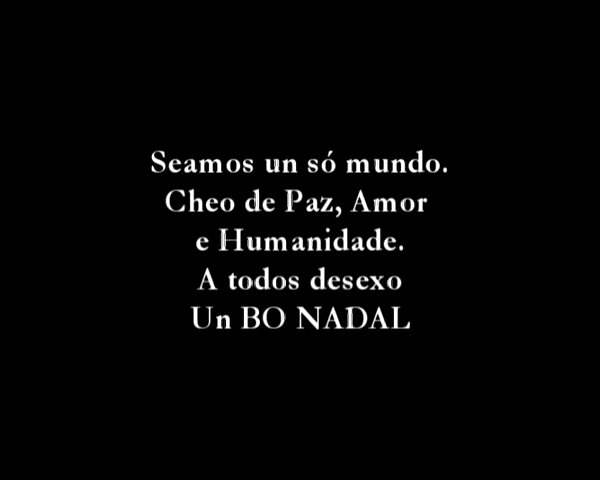 Seamos un só mundo.
Cheo de Paz, Amor
e Humanidade.
A todos desexo
Un BO NADAL